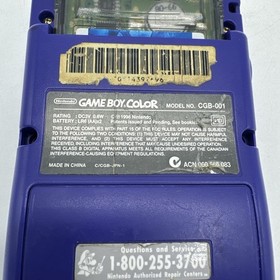 Nintendo GAME BOY COLOR MODEL NO. CGB-001
RATING : DC3V 0.6W © 1998 Nintendo
BATTERY : LR6 (AA)x2 Patents Issued and Pending. See books
THIS DEVICE COMPLIES WITH PART 15 OF THE FCC RULES. OPERATION IS
SUBJECT TO THE FOLLOWING TWO CONDITIONS (1) THIS DEVICE MAY NOT
CAUSE HARMFUL INTERFERENCE AND (2) THIS DEVICE MUST ACCEPT ANY
INTERFERENCE RECEIVED, INCLUDING INTERFERENCE THAT MAY CAUSE
UNDESIRED OPERATION.
THIS CLASS B DIGITAL APPARATUS MEETS ALL REQUIREMENTS OF THE CANADIAN
INTERFERENCE-CAUSING EQUIPMENT REGULATIONS.
MADE IN CHINA C/CGB-JPN-1 ACN 060 566 083
Questions and Service
1-800-255-3700
Nintendo Authorized Repair Centers